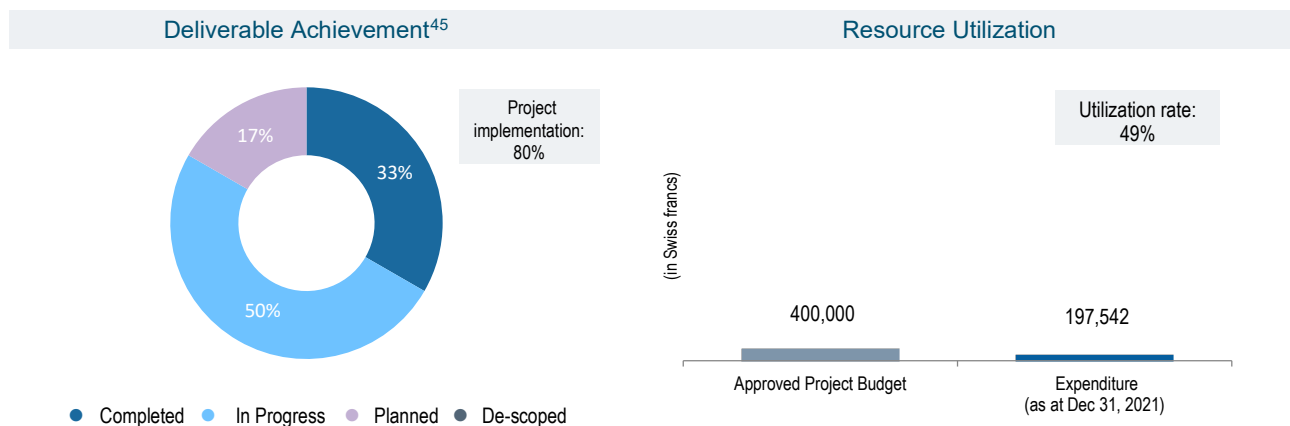 Deliverable Achievement45
Resource Utilization
Project
implementation:
80%
17%
33%
50%
Completed
In Progress
Planned
De-scoped
Utilization rate:
49%
(in Swiss francs)
400,000
197,542
Approved Project Budget
Expenditure
(as at Dec 31, 2021)